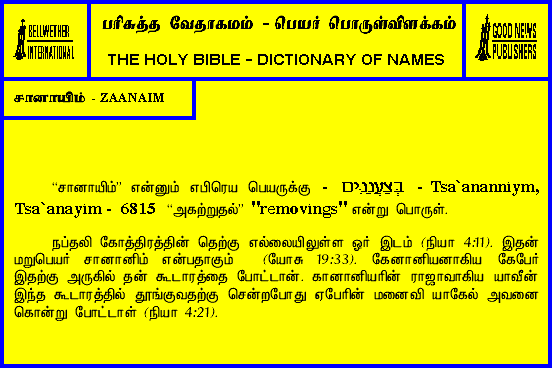 BELLWETHER
INTERNATIONAL
பரிசுத்த வேதாகமம் - பெயர் பொருள்விளக்கம்
THE HOLY BIBLE - DICTIONARY OF NAMES
GOOD NEWS
PUBLISHERS
சானாயிம் - ZAANAIM
“சானாயிம்” என்னும் எபிரெய பெயருக்கு - בְּצַעֲנַנִּים - Tsa`ananniym,
Tsa`anayim - 6815 “அகற்றுதல்” "removings" என்று பொருள்.
நப்தலி கோத்திரத்தின் தெற்கு எல்லையிலுள்ள ஓர் இடம் (நியா 4:11). இதன்
மறுபெயர் சானானிம் என்பதாகும் (யோசு 19:33). கேனானியனாகிய கேபேர்
இதற்கு அருகில் தன் கூடாரத்தை போட்டான். கானானியரின் ராஜாவாகிய யாவீன்
இந்த கூடாரத்தில் தூங்குவதற்கு சென்றபோது ஏபேரின் மனைவி யாகேல் அவனை
கொன்று போட்டாள் (நியா 4:21).